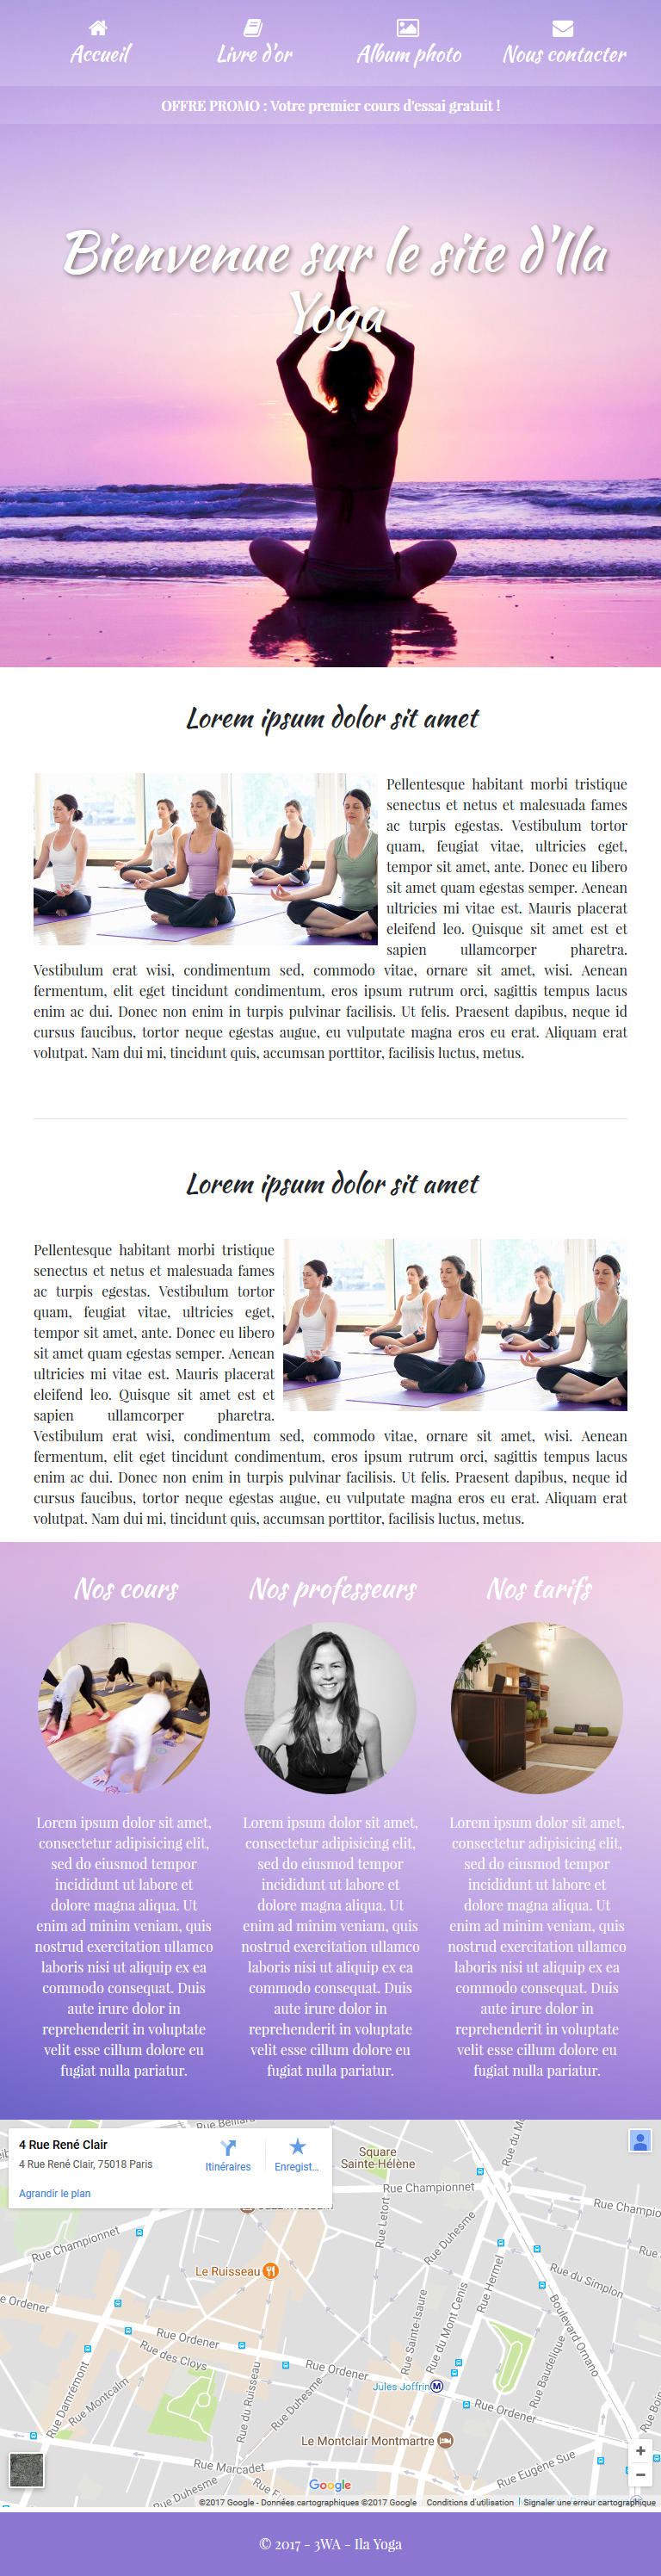 Accueil Livre d'or Album photo Nous contacter
OFFRE PROMO : Votre premier cours d'essai gratuit !
Bienvenue sur le site d'Ila
Yoga
Lorem ipsum dolor sit amet
Pellentesque habitant morbi tristique
senectus et netus et malesuada fames
ac turpis egestas. Vestibulum tortor
quam, feugiat vitae, ultricies eget,
tempor sit amet, ante. Donec eu libero
sit amet quam egestas semper. Aenean
ultricies mi vitae est. Mauris placerat
eleifend leo. Quisque sit amet est et
sapien ullamcorper pharetra.
Vestibulum erat wisi, condimentum sed, commodo vitae, ornare sit amet, wisi. Aenean
fermentum, elit eget tincidunt condimentum, eros ipsum rutrum orci, sagittis tempus lacus
enim ac dui. Donec non enim in turpis pulvinar facilisis. Ut felis. Praesent dapibus, neque id
cursus faucibus, tortor neque egestas augue, eu vulputate magna eros eu erat. Aliquam erat
volutpat. Nam dui mi, tincidunt quis, accumsan porttitor, facilisis luctus, metus.
Lorem ipsum dolor sit amet
Pellentesque habitant morbi tristique
senectus et netus et malesuada fames
ac turpis egestas. Vestibulum tortor
quam, feugiat vitae, ultricies eget,
tempor sit amet, ante. Donec eu libero
sit amet quam egestas semper. Aenean
ultricies mi vitae est. Mauris placerat
eleifend leo. Quisque sit amet est et
sapien ullamcorper pharetra.
Vestibulum erat wisi, condimentum sed, commodo vitae, ornare sit amet, wisi. Aenean
fermentum, elit eget tincidunt condimentum, eros ipsum rutrum orci, sagittis tempus lacus
enim ac dui. Donec non enim in turpis pulvinar facilisis. Ut felis. Praesent dapibus, neque id
cursus faucibus, tortor neque egestas augue, eu vulputate magna eros eu erat. Aliquam erat
volutpat. Nam dui mi, tincidunt quis, accumsan porttitor, facilisis luctus, metus.
Nos cours
Lorem ipsum dolor sit amet,
consectetur adipisicing elit,
sed do eiusmod tempor
incididunt ut labore et
dolore magna aliqua. Ut
enim ad minim veniam, quis
nostrud exercitation ullamco
laboris nisi ut aliquip ex ea
commodo consequat. Duis
aute irure dolor in
reprehenderit in voluptate
velit esse cillum dolore eu
fugiat nulla pariatur.
Nos professeurs
Lorem ipsum dolor sit amet,
consectetur adipisicing elit,
sed do eiusmod tempor
incididunt ut labore et
dolore magna aliqua. Ut
enim ad minim veniam, quis
nostrud exercitation ullamco
laboris nisi ut aliquip ex ea
commodo consequat. Duis
aute irure dolor in
reprehenderit in voluptate
velit esse cillum dolore eu
fugiat nulla pariatur.
Nos tarifs
Lorem ipsum dolor sit amet,
consectetur adipisicing elit,
sed do eiusmod tempor
incididunt ut labore et
dolore magna aliqua. Ut
enim ad minim veniam, quis
nostrud exercitation ullamco
laboris nisi ut aliquip ex ea
commodo consequat. Duis
aute irure dolor in
reprehenderit in voluptate
velit esse cillum dolore eu
fugiat nulla pariatur.
4 Rue René Clair
4 Rue René Clair, 75018 Paris
Itinéraires Enregist...
Agrandir le plan
Square
Sainte-Hélène
Rue Championnet
Rue Letort
Rue Duhesme
Rue Championnet
Le Ruisseau
Rue Hermel
Rue du Simplon
Boulevard Ornano
Rue Ordener
Rue des Cloys
Rue Sainte-Isaure
Rue du Mont Cenis
Rue Baudelique
Rue Ordener
Jules Joffrin
Rue Damrémont
Rue Montcalm
Rue du Ruisseau
Rue Duhesme
Rue Ordener
Le Montclair Montmartre
Rue Marcadet
Rue Eugène Sue
Rue Duhesme
Google
©2017 Google - Données cartographiques ©2017 Google Conditions d'utilisation Signaler une erreur cartographique
© 2017 - 3WA - Ila Yoga